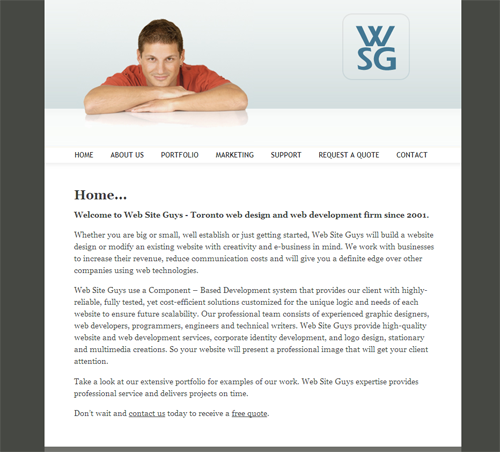 W
SG
HOME ABOUT US PORTFOLIO MARKETING SUPPORT REQUEST A QUOTE CONTACT
Home...
Welcome to Web Site Guys - Toronto web design and web development firm since 2001.
Whether you are big or small, well establish or just getting started, Web Site Guys will build a website
design or modify an existing website with creativity and e-business in mind. We work with businesses
to increase their revenue, reduce communication costs and will give you a definite edge over other
companies using web technologies.
Web Site Guys use a Component – Based Development system that provides our client with highly-
reliable, fully tested, yet cost-efficient solutions customized for the unique logic and needs of each
website to ensure future scalability. Our professional team consists of experienced graphic designers,
web developers, programmers, engineers and technical writers. Web Site Guys provide high-quality
website and web development services, corporate identity development, and logo design, stationary
and multimedia creations. So your website will present a professional image that will get your client
attention.
Take a look at our extensive portfolio for examples of our work. Web Site Guys expertise provides
professional service and delivers projects on time.
Don't wait and contact us today to receive a free quote.